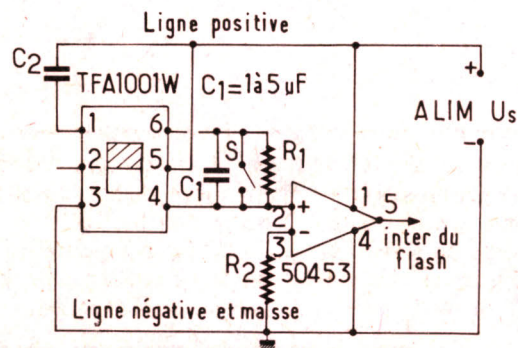 Ligne positive
C2
TFA1001W
C1=1à5µF
+
ALIM Us
-
1
6
2
5
3
4
S
C1
R1
+
1
5
2
-
3
4
inter du
flash
R2
50453
Ligne négative et masse